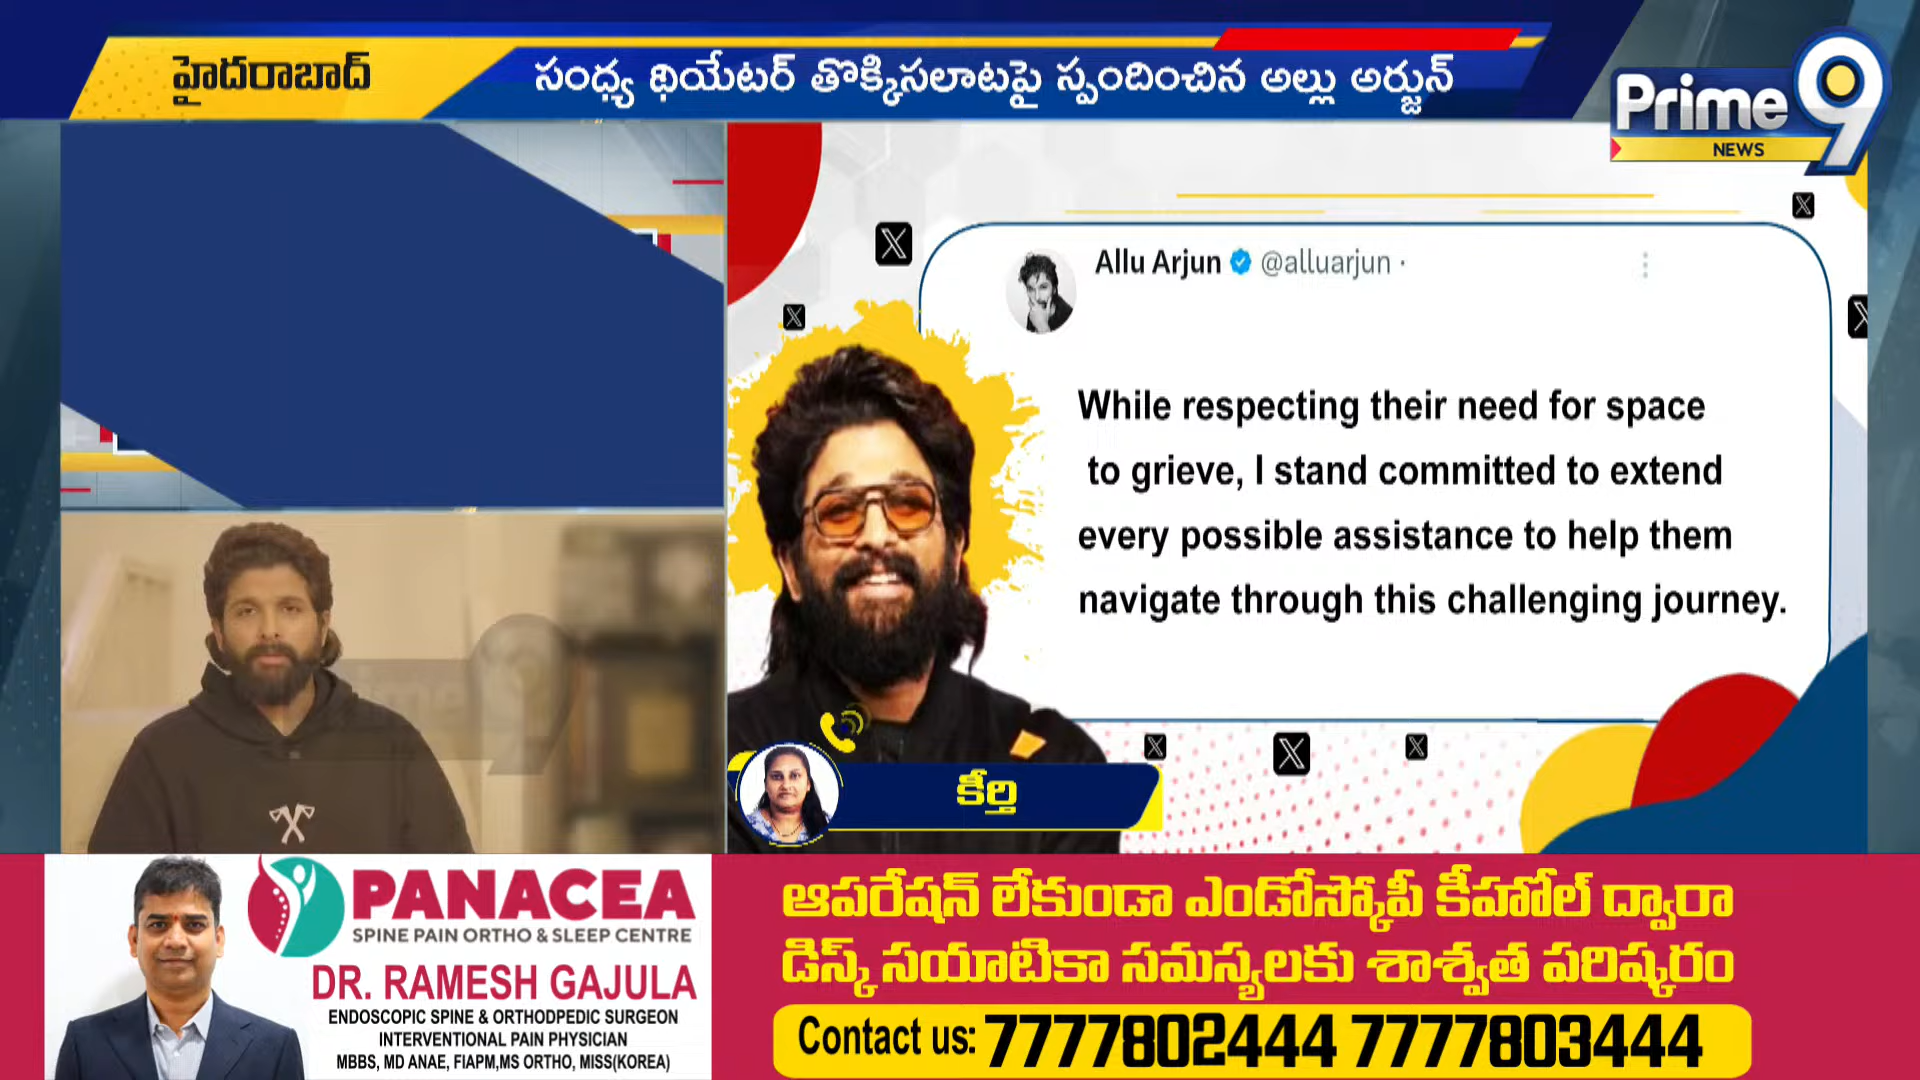 హైదరాబాద్
సంధ్య థియేటర్ తొక్కిసలాటపై స్పందించిన అల్లు అర్జున్
Prime9
NEWS
Allu Arjun @alluarjun ·
While respecting their need for space
to grieve, I stand committed to extend
every possible assistance to help them
navigate through this challenging journey.
కీర్తి
PANACEA
SPINE PAIN ORTHO & SLEEP CENTRE
DR. RAMESH GAJULA
ENDOSCOPIC SPINE & ORTHODPEDIC SURGEON
INTERVENTIONAL PAIN PHYSICIAN
MBBS, MD ANAE, FIAPM,MS ORTHO, MISS(KOREA)
ఆపరేషన్ లేకుండా ఎండోస్కోపీ కీహోల్ ద్వారా
డిస్క్ సయాటికా సమస్యలకు శాశ్వత పరిష్కరం
Contact us: 7777802444 7777803444